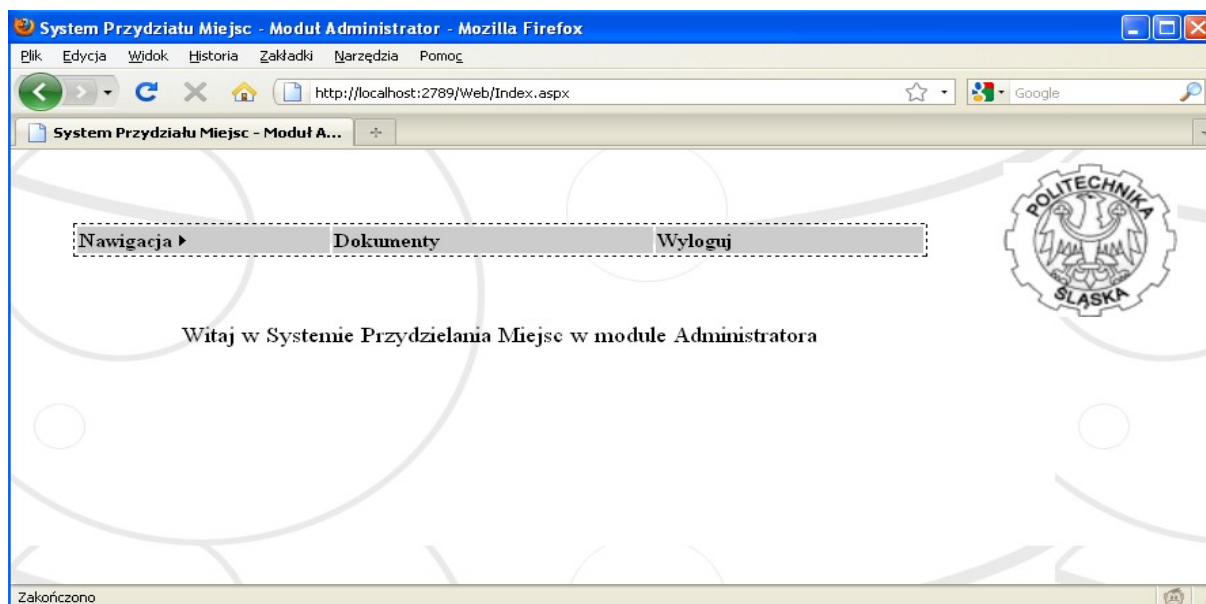 System Przydziału Miejsc - Moduł Administrator - Mozilla Firefox
Plik Edycja Widok Historia Zakładki Narzędzia Pomoc
http://localhost:2789/Web/Index.aspx Google
System Przydziału Miejsc - Moduł A...
POLITECHNIKA
ŚLĄSKA
Nawigacja Dokumenty Wyloguj
Witaj w Systemie Przydzielania Miejsc w module Administratora
Zakończono